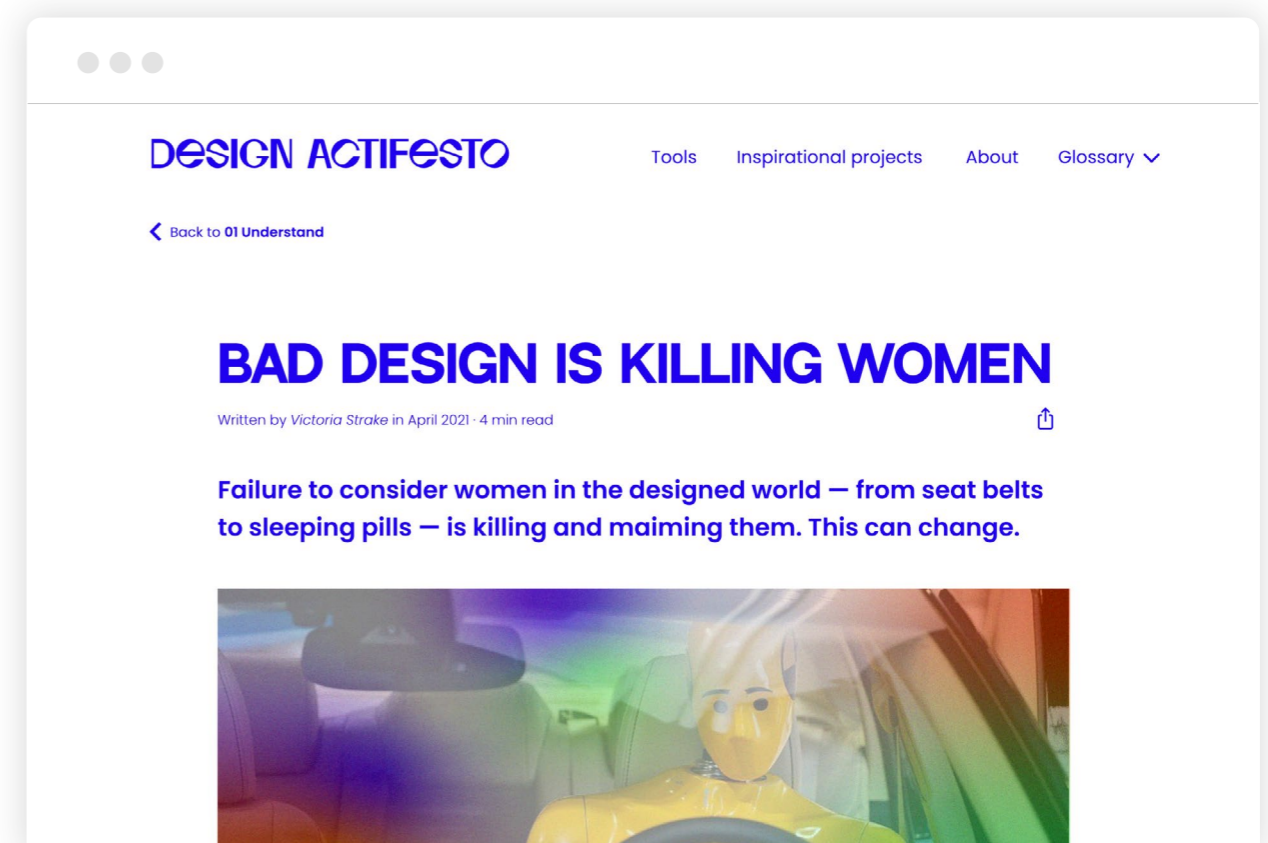 DESIGN ACTIFESTO
Tools Inspirational projects About Glossary
Back to 01 Understand
BAD DESIGN IS KILLING WOMEN
Written by Victoria Strake in April 2021 · 4 min read
Failure to consider women in the designed world — from seat belts
to sleeping pills — is killing and maiming them. This can change.